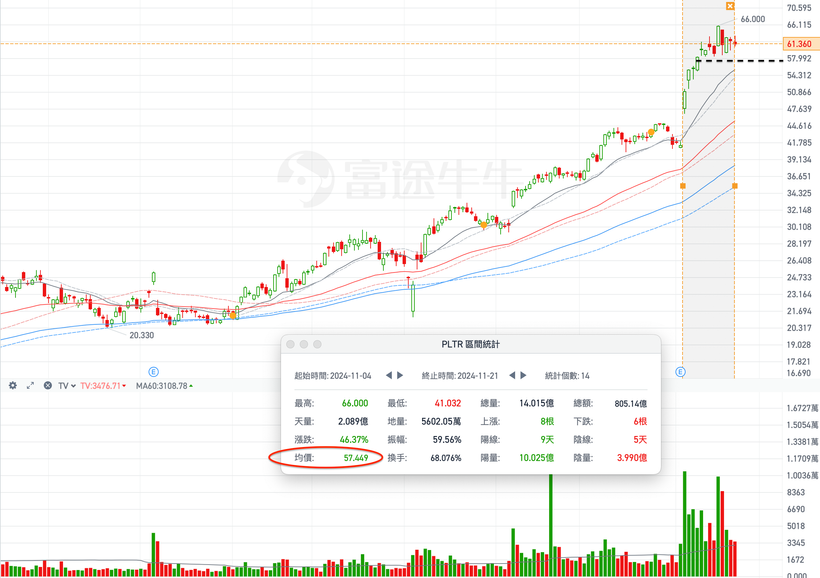 70.595
66.000
66.115
61.360
57.992
54.312
50.866
47.639
44.616
41.785
39.134
36.651
34.325
32.148
30.108
28.197
26.408
24.733
23.164
21.694
20.317
19.028
17.821
16.690
富途牛牛
20.330
E
E
TV
TV:3476.71
MA60:3108.78
PLTR 區間統計
起始時間: 2024-11-04 終止時間: 2024-11-21 統計個數: 14
最高: 66.000 最低: 41.032 總量: 14.015億 總額: 805.14億
天量: 2.089億 地量: 5602.05萬 上漲: 8根 下跌: 6根
漲跌: 46.37% 振幅: 59.56% 陽線: 9天 陰線: 5天
均價: 57.449 換手: 68.076% 陽量: 10.025億 陰量: 3.990億
1.6727萬
1.5054萬
1.3381萬
1.1709萬
1.0036萬
8363
6690
5018
3345
1672
0.000